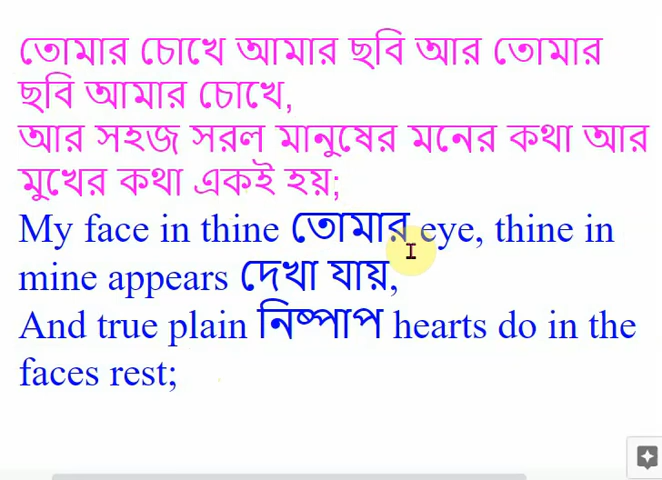 তোমার চোখে আমার ছবি আর তোমার
ছবি আমার চোখে,
আর সহজ সরল মানুষের মনের কথা আর
মুখের কথা একই হয়;
My face in thine তোমার eye, thine in
mine appears দেখা যায়,
And true plain নিষ্পাপ hearts do in the
faces rest;